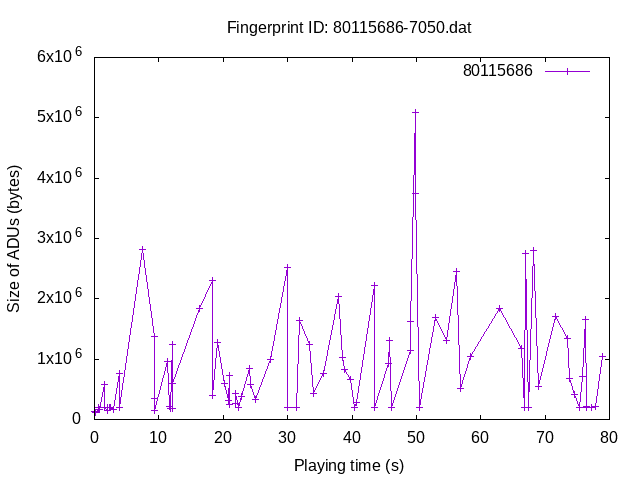 Fingerprint ID: 80115686-7050.dat
80115686
6x10^6
5x10^6
4x10^6
3x10^6
2x10^6
1x10^6
0
Size of ADUs (bytes)
0 10 20 30 40 50 60 70 80
Playing time (s)